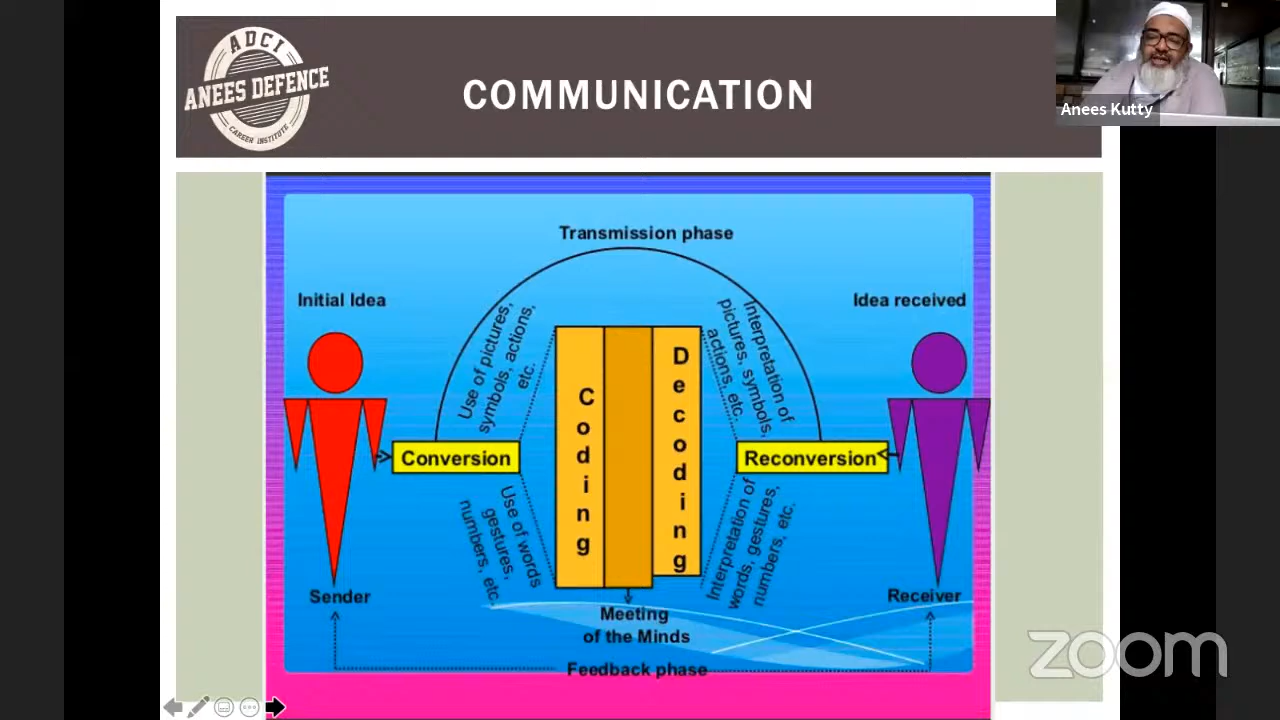 ADCI
ANEES DEFENCE
CAREER INSTITUTE
COMMUNICATION
Anees Kutty
Transmission phase
Initial Idea
Idea received
Use of pictures,
symbols, actions,
etc.
Interpretation of
pictures, symbols,
actions, etc.
Coding
Decoding
Conversion
Reconversion
Use of words
gestures,
numbers, etc.
Interpretation of
words, gestures,
numbers, etc.
Sender
Receiver
Meeting
of the Minds
Feedback phase
zoom